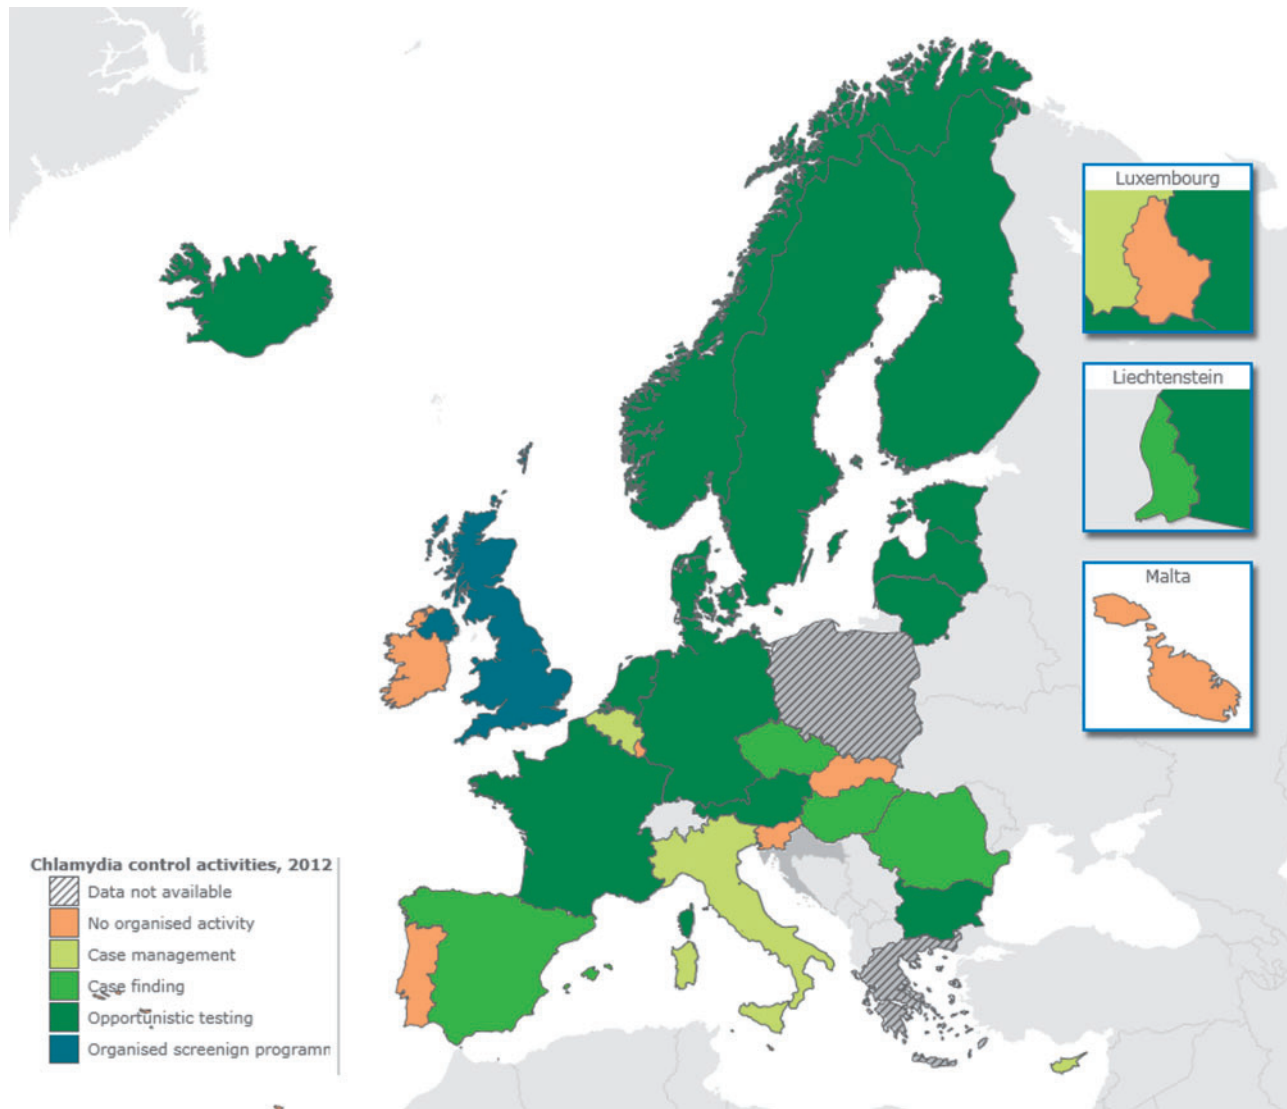 Luxembourg
Liechtenstein
Malta
Chlamydia control activities, 2012
Data not available
No organised activity
Case management
Case finding
Opportunistic testing
Organised screenign programm